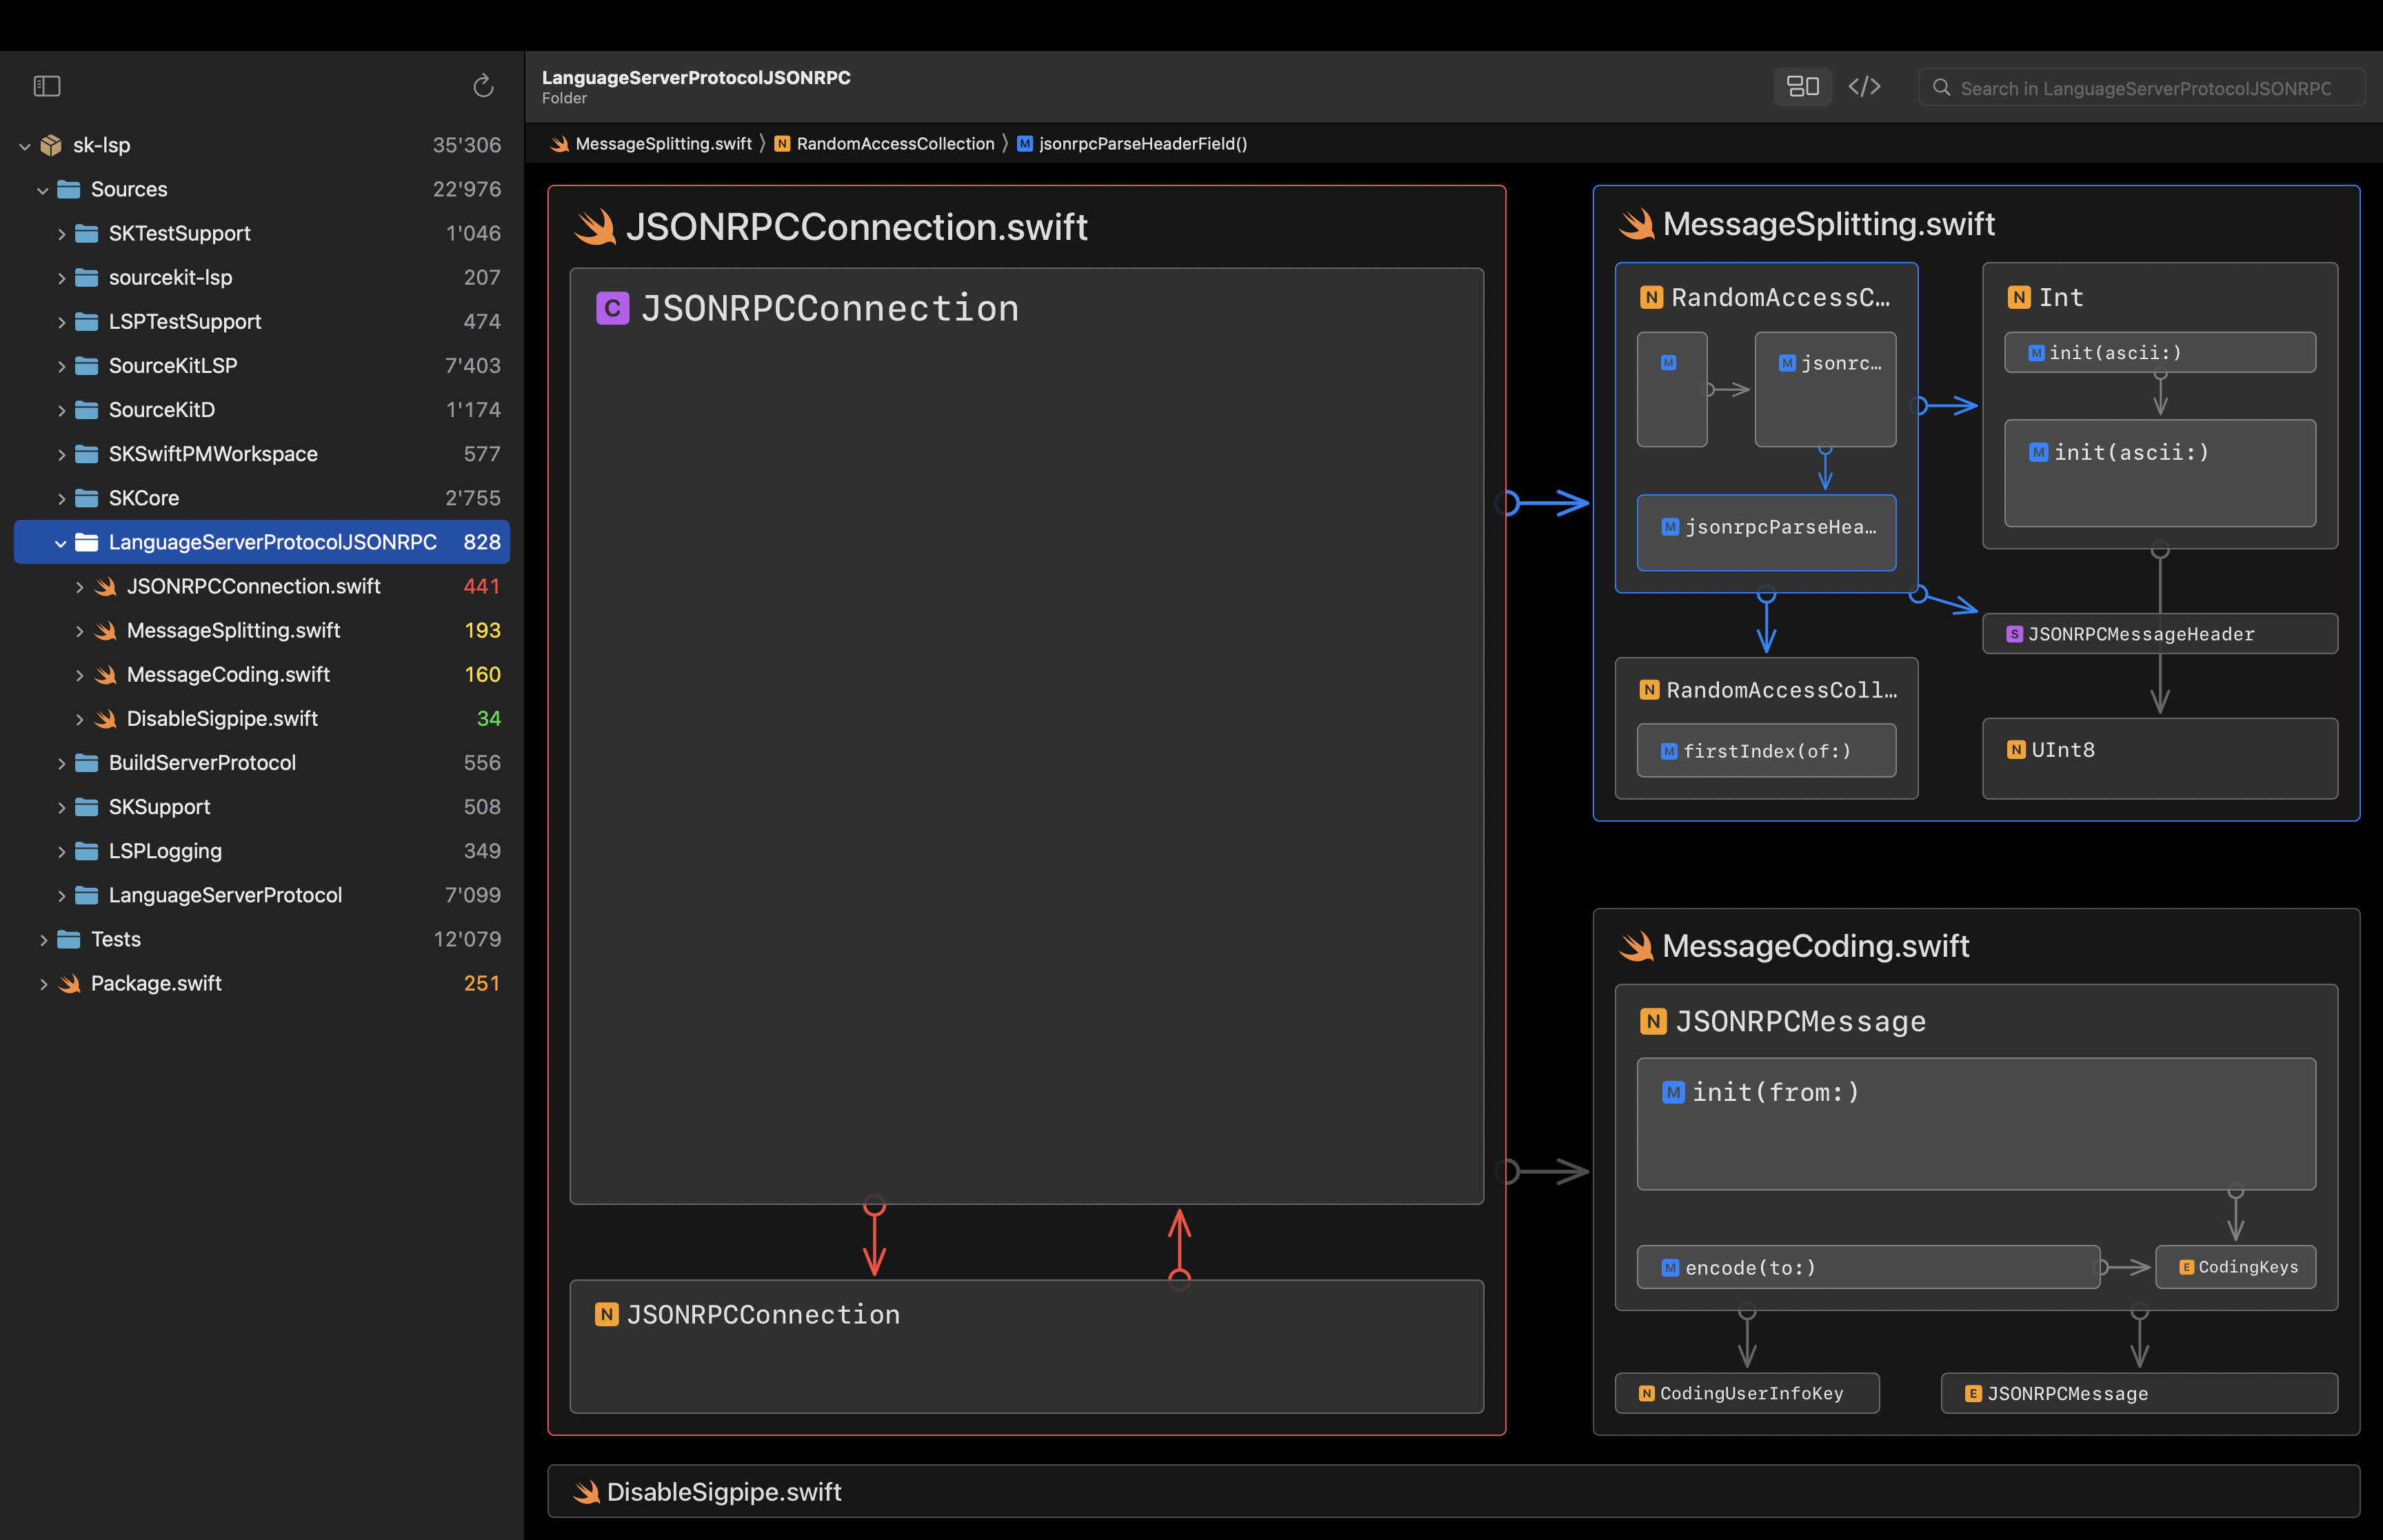 sk-lsp 35'306
Sources 22'976
SKTestSupport 1'046
sourcekit-lsp 207
LSPTestSupport 474
SourceKitLSP 7'403
SourceKitD 1'174
SKSwiftPMWorkspace 577
SKCore 2'755
LanguageServerProtocolJSONRPC 828
JSONRPCConnection.swift 441
MessageSplitting.swift 193
MessageCoding.swift 160
DisableSigpipe.swift 34
BuildServerProtocol 556
SKSupport 508
LSPLogging 349
LanguageServerProtocol 7'099
Tests 12'079
Package.swift 251
LanguageServerProtocolJSONRPC
Folder
</>
Search in LanguageServerProtocolJSONRPC
MessageSplitting.swift 〉 N RandomAccessCollection 〉 M jsonrpcParseHeaderField()
JSONRPCConnection.swift
C JSONRPCConnection
N JSONRPCConnection
MessageSplitting.swift
N RandomAccessC...
M
M jsonrc...
M jsonrpcParseHea...
N RandomAccessColl...
M firstIndex(of:)
N Int
M init(ascii:)
M init(ascii:)
S JSONRPCMessageHeader
N UInt8
MessageCoding.swift
N JSONRPCMessage
M init(from:)
M encode(to:)
E CodingKeys
N CodingUserInfoKey
E JSONRPCMessage
DisableSigpipe.swift